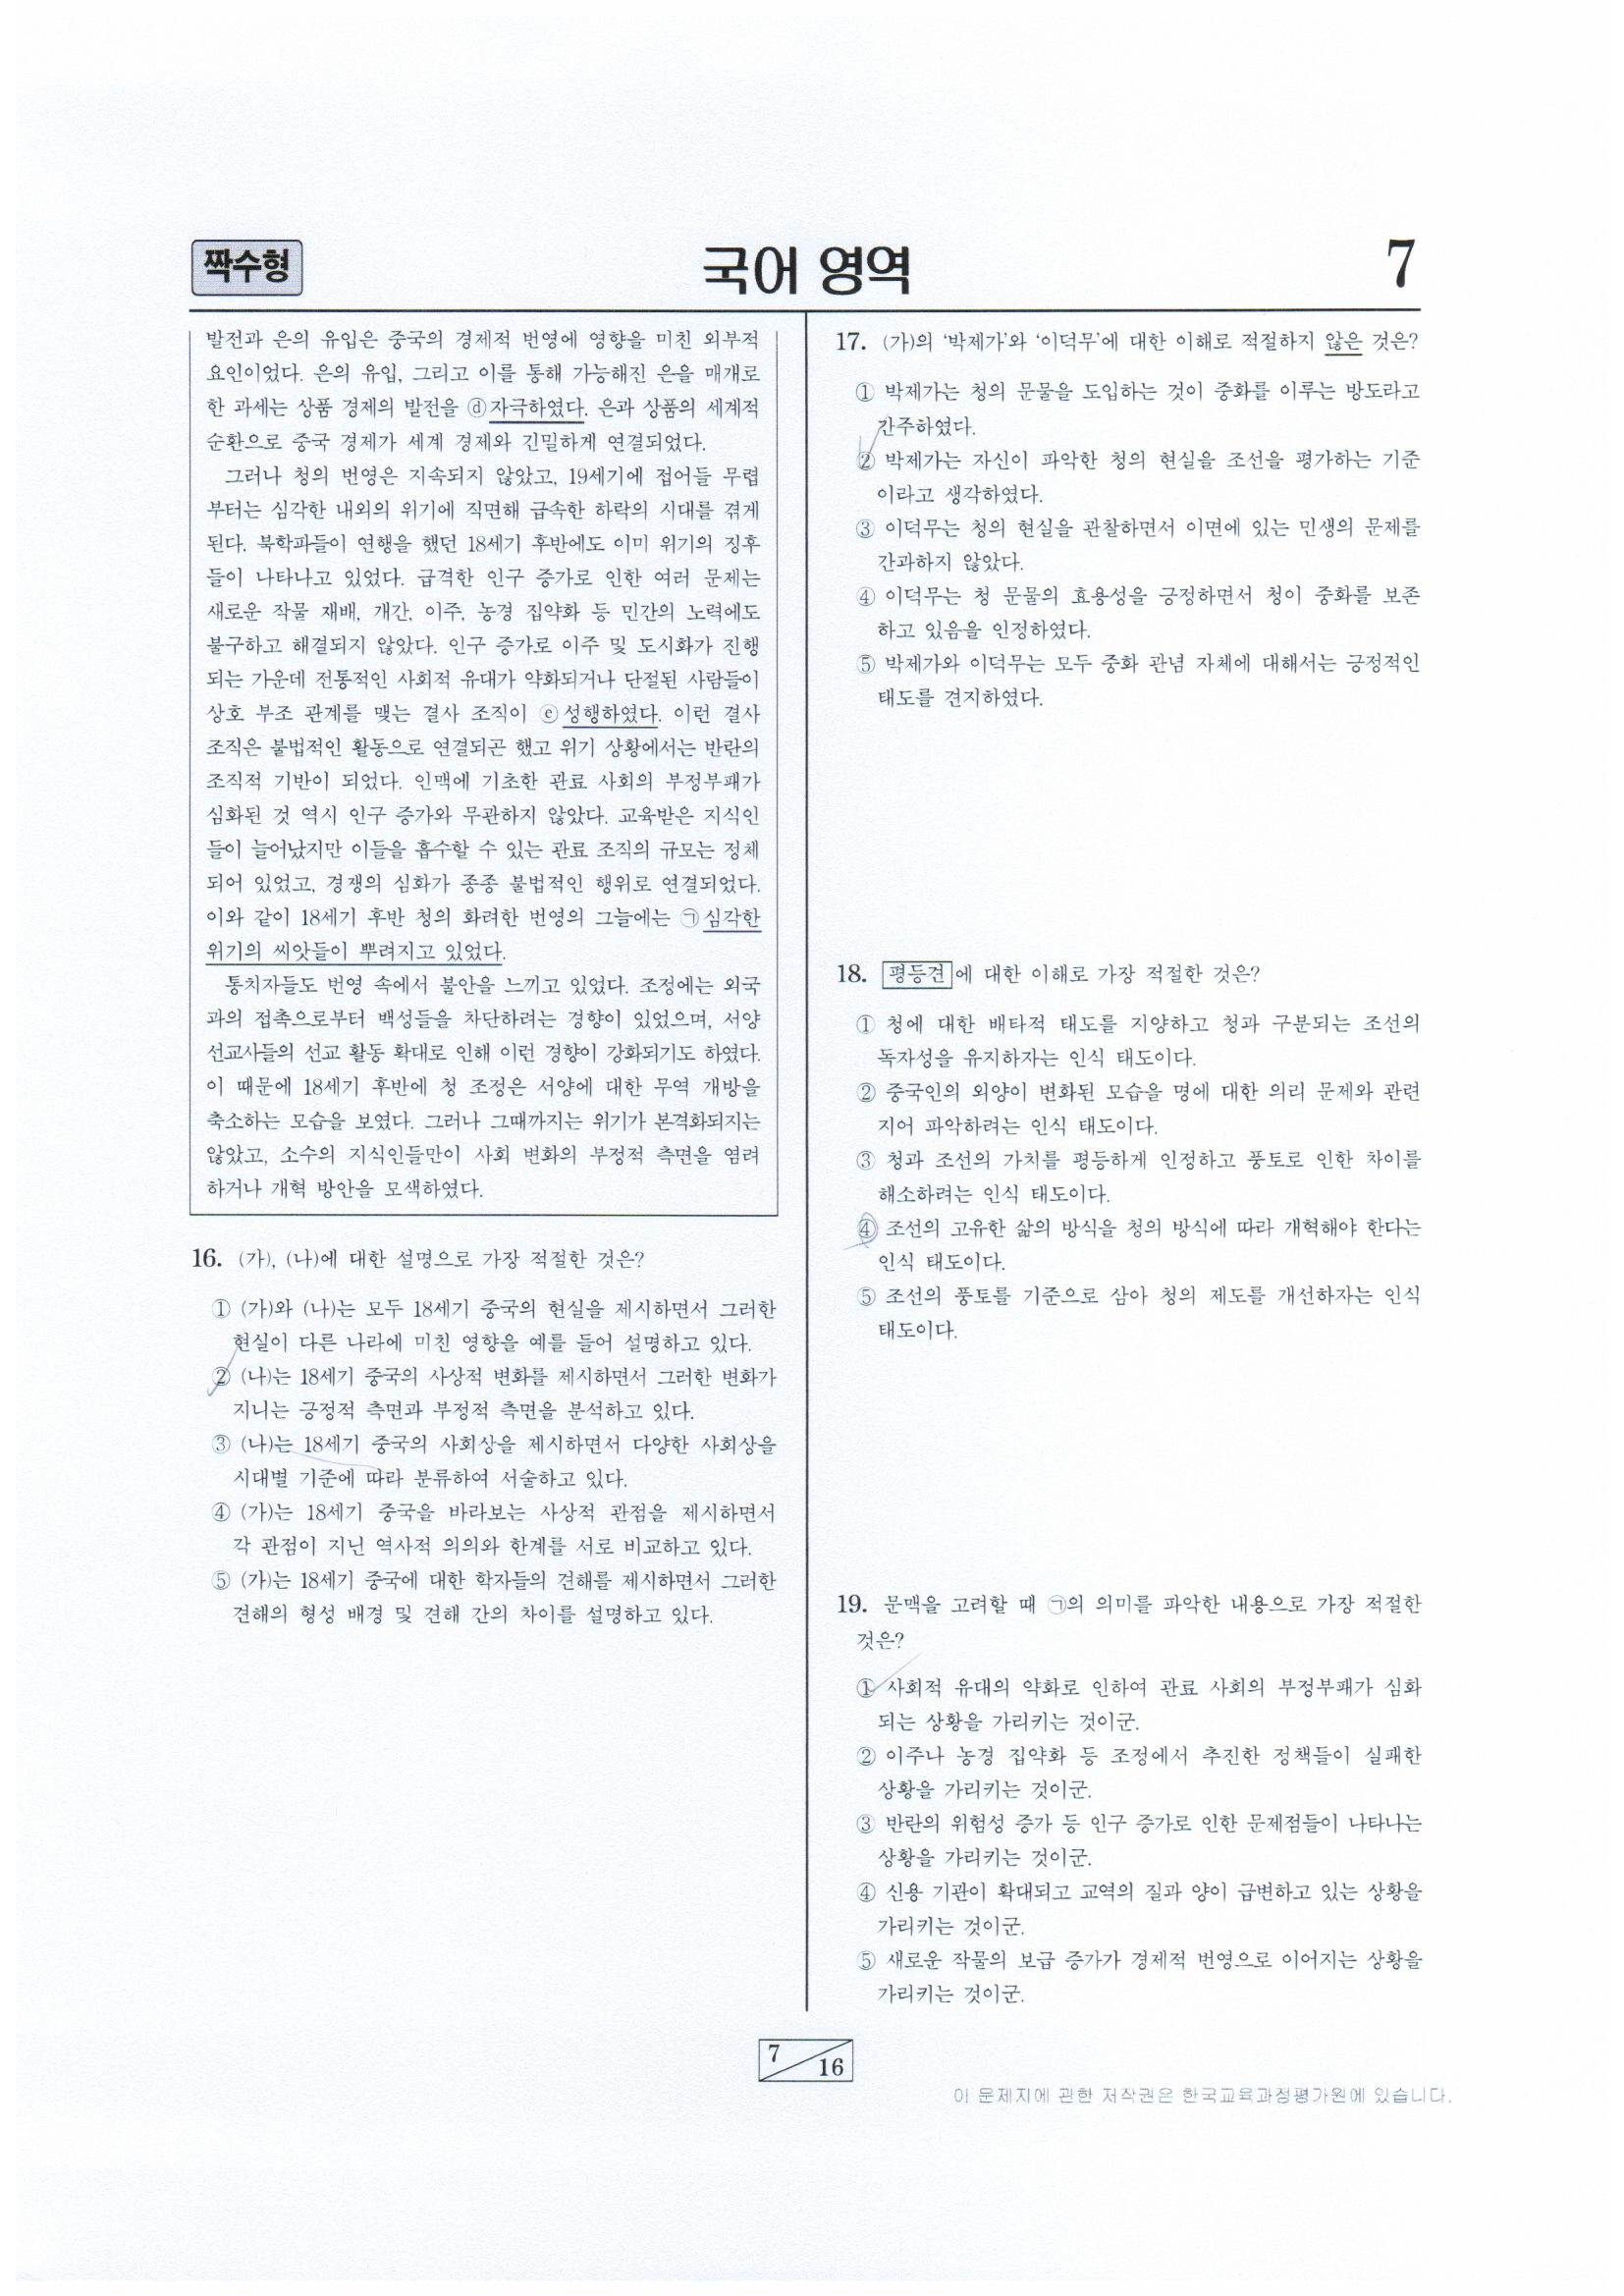 짝수형
국어 영역
7
발전과 은의 유입은 중국의 경제적 번영에 영향을 미친 외부적
요인이었다. 은의 유입, 그리고 이를 통해 가능해진 은을 매개로
한 과세는 상품 경제의 발전을 ⓓ자극하였다. 은과 상품의 세계적
순환으로 중국 경제가 세계 경제와 긴밀하게 연결되었다.
그러나 청의 번영은 지속되지 않았고, 19세기에 접어들 무렵
부터는 심각한 내외의 위기에 직면해 급속한 하락의 시대를 겪게
된다. 북학파들이 연행을 했던 18세기 후반에도 이미 위기의 징후
들이 나타나고 있었다. 급격한 인구 증가로 인한 여러 문제는
새로운 작물 재배, 개간, 이주, 농경 집약화 등 민간의 노력에도
불구하고 해결되지 않았다. 인구 증가로 이주 및 도시화가 진행
되는 가운데 전통적인 사회적 유대가 약화되거나 단절된 사람들이
상호 부조 관계를 맺는 결사 조직이 ⓔ성행하였다. 이런 결사
조직은 불법적인 활동으로 연결되곤 했고 위기 상황에서는 반란의
조직적 기반이 되었다. 인맥에 기초한 관료 사회의 부정부패가
심화된 것 역시 인구 증가와 무관하지 않았다. 교육받은 지식인
들이 늘어났지만 이들을 흡수할 수 있는 관료 조직의 규모는 정체
되어 있었고, 경쟁의 심화가 종종 불법적인 행위로 연결되었다.
이와 같이 18세기 후반 청의 화려한 번영의 그늘에는 ㉠심각한
위기의 씨앗들이 뿌려지고 있었다.
통치자들도 번영 속에서 불안을 느끼고 있었다. 조정에는 외국
과의 접촉으로부터 백성들을 차단하려는 경향이 있었으며, 서양
선교사들의 선교 활동 확대로 인해 이런 경향이 강화되기도 하였다.
이 때문에 18세기 후반에 청 조정은 서양에 대한 무역 개방을
축소하는 모습을 보였다. 그러나 그때까지는 위기가 본격화되지는
않았고, 소수의 지식인들만이 사회 변화의 부정적 측면을 염려
하거나 개혁 방안을 모색하였다.
16. (가), (나)에 대한 설명으로 가장 적절한 것은?
① (가)와 (나)는 모두 18세기 중국의 현실을 제시하면서 그러한
현실이 다른 나라에 미친 영향을 예를 들어 설명하고 있다.
② (나)는 18세기 중국의 사상적 변화를 제시하면서 그러한 변화가
지니는 긍정적 측면과 부정적 측면을 분석하고 있다.
③ (나)는 18세기 중국의 사회상을 제시하면서 다양한 사회상을
시대별 기준에 따라 분류하여 서술하고 있다.
④ (가)는 18세기 중국을 바라보는 사상적 관점을 제시하면서
각 관점이 지닌 역사적 의의와 한계를 서로 비교하고 있다.
⑤ (가)는 18세기 중국에 대한 학자들의 견해를 제시하면서 그러한
견해의 형성 배경 및 견해 간의 차이를 설명하고 있다.
17. (가)의 '박제가'와 '이덕무'에 대한 이해로 적절하지 않은 것은?
① 박제가는 청의 문물을 도입하는 것이 중화를 이루는 방도라고
간주하였다.
② 박제가는 자신이 파악한 청의 현실을 조선을 평가하는 기준
이라고 생각하였다.
③ 이덕무는 청의 현실을 관찰하면서 이면에 있는 민생의 문제를
간과하지 않았다.
④ 이덕무는 청 문물의 효용성을 긍정하면서 청이 중화를 보존
하고 있음을 인정하였다.
⑤ 박제가와 이덕무는 모두 중화 관념 자체에 대해서는 긍정적인
태도를 견지하였다.
18. 평등견에 대한 이해로 가장 적절한 것은?
① 청에 대한 배타적 태도를 지양하고 청과 구분되는 조선의
독자성을 유지하자는 인식 태도이다.
② 중국인의 외양이 변화된 모습을 명에 대한 의리 문제와 관련
지어 파악하려는 인식 태도이다.
③ 청과 조선의 가치를 평등하게 인정하고 풍토로 인한 차이를
해소하려는 인식 태도이다.
④ 조선의 고유한 삶의 방식을 청의 방식에 따라 개혁해야 한다는
인식 태도이다.
⑤ 조선의 풍토를 기준으로 삼아 청의 제도를 개선하자는 인식
태도이다.
19. 문맥을 고려할 때 ㉠의 의미를 파악한 내용으로 가장 적절한
것은?
① 사회적 유대의 약화로 인하여 관료 사회의 부정부패가 심화
되는 상황을 가리키는 것이군.
② 이주나 농경 집약화 등 조정에서 추진한 정책들이 실패한
상황을 가리키는 것이군.
③ 반란의 위험성 증가 등 인구 증가로 인한 문제점들이 나타나는
상황을 가리키는 것이군.
④ 신용 기관이 확대되고 교역의 질과 양이 급변하고 있는 상황을
가리키는 것이군.
⑤ 새로운 작물의 보급 증가가 경제적 번영으로 이어지는 상황을
가리키는 것이군.
7
16
이 문제지에 관한 저작권은 한국교육과정평가원에 있습니다.